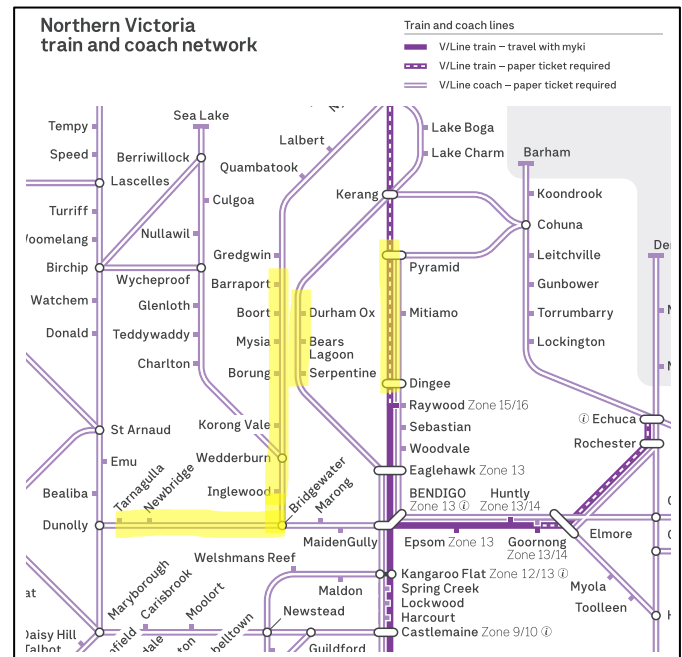 Northern Victoria
train and coach network
Train and coach lines
V/Line train – travel with myki
V/Line train – paper ticket required
V/Line coach – paper ticket required
Tempy
Speed
Lascelles
Turriff
Birchip
Watchem
Donald
St Arnaud
Emu
Bealiba
Dunolly
Sea Lake
Berriwillock
Culgoa
Nullawil
Wycheproof
Glenloth
Teddywaddy
Charlton
Lalbert
Quambatook
Gredgwin
Barraport
Boort
Mysia
Borung
Korong Vale
Wedderburn
Inglewood
Tarnagulla
Newbridge
Bridgewater
Marong
MaidenGully
Durham Ox
Bears
Lagoon
Serpentine
Lake Boga
Lake Charm
Kerang
Pyramid
Mitiamo
Dingee
Raywood Zone 15/16
Sebastian
Woodvale
Eaglehawk Zone 13
BENDIGO
Zone 13 i
Huntly
Zone 13/14
Epsom Zone 13
Goornong
Zone 13/14
Barham
Koondrook
Cohuna
Leitchville
Gunbower
Torrumbarry
Lockington
i Echuca
Rochester
Elmore
Myola
Toolleen
Welshmans Reef
Maldon
Kangaroo Flat Zone 12/13 i
Spring Creek
Lockwood
Harcourt
Castlemaine Zone 9/10 i
Maryborough
Carisbrook
Moolort
Newstead
Guildford